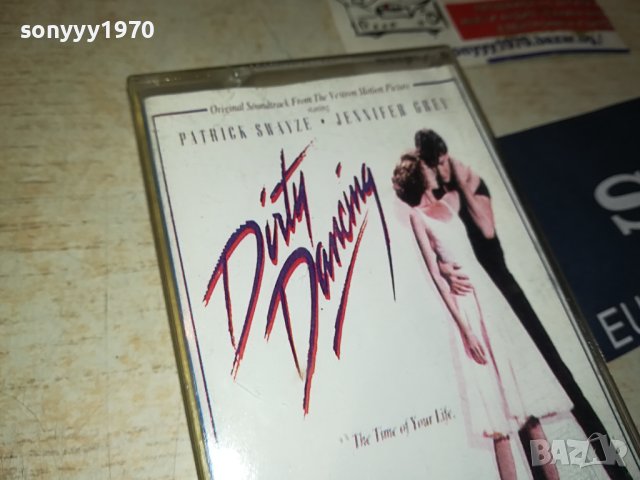 sonyyy1970
Original Soundtrack From The Vestron Motion Picture
starring
PATRICK SWAYZE • JENNIFER GREY
Dirty
Dancing
The Time of Your Life.
S
EU
BAZAR